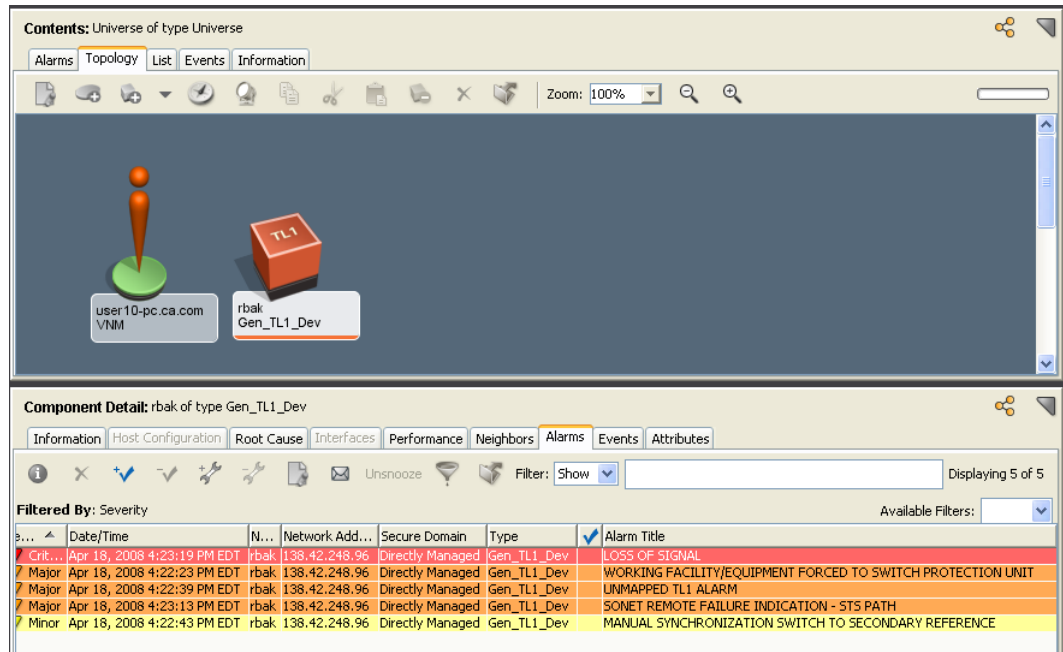 Contents: Universe of type Universe
Alarms Topology List Events Information
Zoom: 100%
TL1
user10-pc.ca.com
VNM
rbak
Gen_TL1_Dev
Component Detail: rbak of type Gen_TL1_Dev
Information Host Configuration Root Cause Interfaces Performance Neighbors Alarms Events Attributes
Unsnooze Filter: Show Displaying 5 of 5
Filtered By: Severity Available Filters:
e... Date/Time N... Network Add... Secure Domain Type Alarm Title
Crit... Apr 18, 2008 4:23:19 PM EDT rbak 138.42.248.96 Directly Managed Gen_TL1_Dev LOSS OF SIGNAL
Major Apr 18, 2008 4:22:23 PM EDT rbak 138.42.248.96 Directly Managed Gen_TL1_Dev WORKING FACILITY/EQUIPMENT FORCED TO SWITCH PROTECTION UNIT
Major Apr 18, 2008 4:22:39 PM EDT rbak 138.42.248.96 Directly Managed Gen_TL1_Dev UNMAPPED TL1 ALARM
Major Apr 18, 2008 4:23:13 PM EDT rbak 138.42.248.96 Directly Managed Gen_TL1_Dev SONET REMOTE FAILURE INDICATION - STS PATH
Minor Apr 18, 2008 4:22:43 PM EDT rbak 138.42.248.96 Directly Managed Gen_TL1_Dev MANUAL SYNCHRONIZATION SWITCH TO SECONDARY REFERENCE